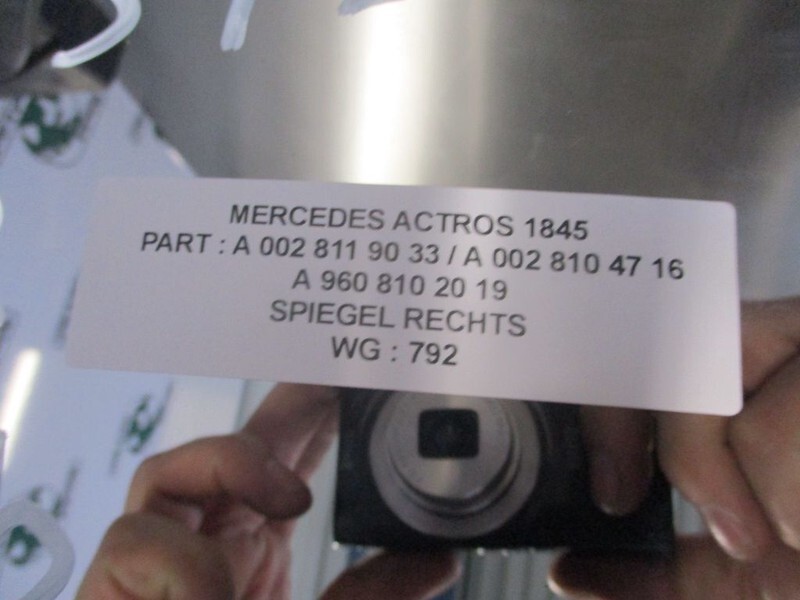 MERCEDES ACTROS 1845
PART : A 002 811 90 33 / A 002 810 47 16
A 960 810 20 19
SPIEGEL RECHTS
WG : 792